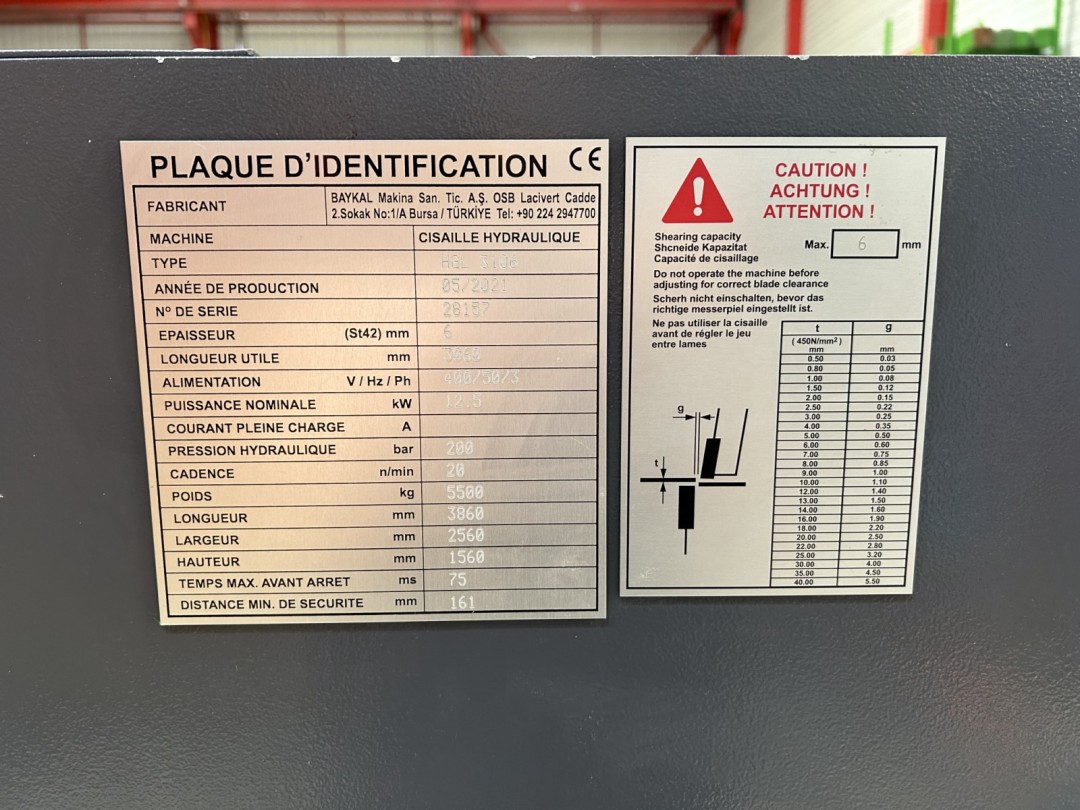 PLAQUE D'IDENTIFICATION CE
FABRICANT BAYKAL Makina San. Tic. A.Ş. OSB Lacivert Cadde
2.Sokak No:1/A Bursa / TÜRKİYE Tel: +90 224 2947700
MACHINE CISAILLE HYDRAULIQUE
TYPE HGL 3106
ANNÉE DE PRODUCTION 05/2021
Nº DE SERIE 28157
EPAISSEUR (St42) mm 6
LONGUEUR UTILE mm 3060
ALIMENTATION V / Hz / Ph 400/50/3
PUISSANCE NOMINALE kW 12.5
COURANT PLEINE CHARGE A
PRESSION HYDRAULIQUE bar 200
CADENCE n/min 20
POIDS kg 5500
LONGUEUR mm 3860
LARGEUR mm 2560
HAUTEUR mm 1560
TEMPS MAX. AVANT ARRET ms 75
DISTANCE MIN. DE SECURITE mm 161
CAUTION !
ACHTUNG !
ATTENTION !
Shearing capacity
Shcneide Kapazitat
Capacité de cisaillage
Max. 6 mm
Do not operate the machine before
adjusting for correct blade clearance
Scherh nicht einschalten, bevor das
richtige messerpiel eingestellt ist.
Ne pas utiliser la cisaille
avant de régler le jeu
entre lames
t g
( 450N/mm² )
mm mm
0.50 0.03
0.80 0.05
1.00 0.08
1.50 0.12
2.00 0.15
2.50 0.22
3.00 0.25
4.00 0.35
5.00 0.50
6.00 0.60
7.00 0.75
8.00 0.85
9.00 1.00
10.00 1.10
12.00 1.40
13.00 1.50
14.00 1.60
16.00 1.90
18.00 2.20
20.00 2.50
22.00 2.80
25.00 3.20
30.00 4.00
35.00 4.50
40.00 5.50
g
t